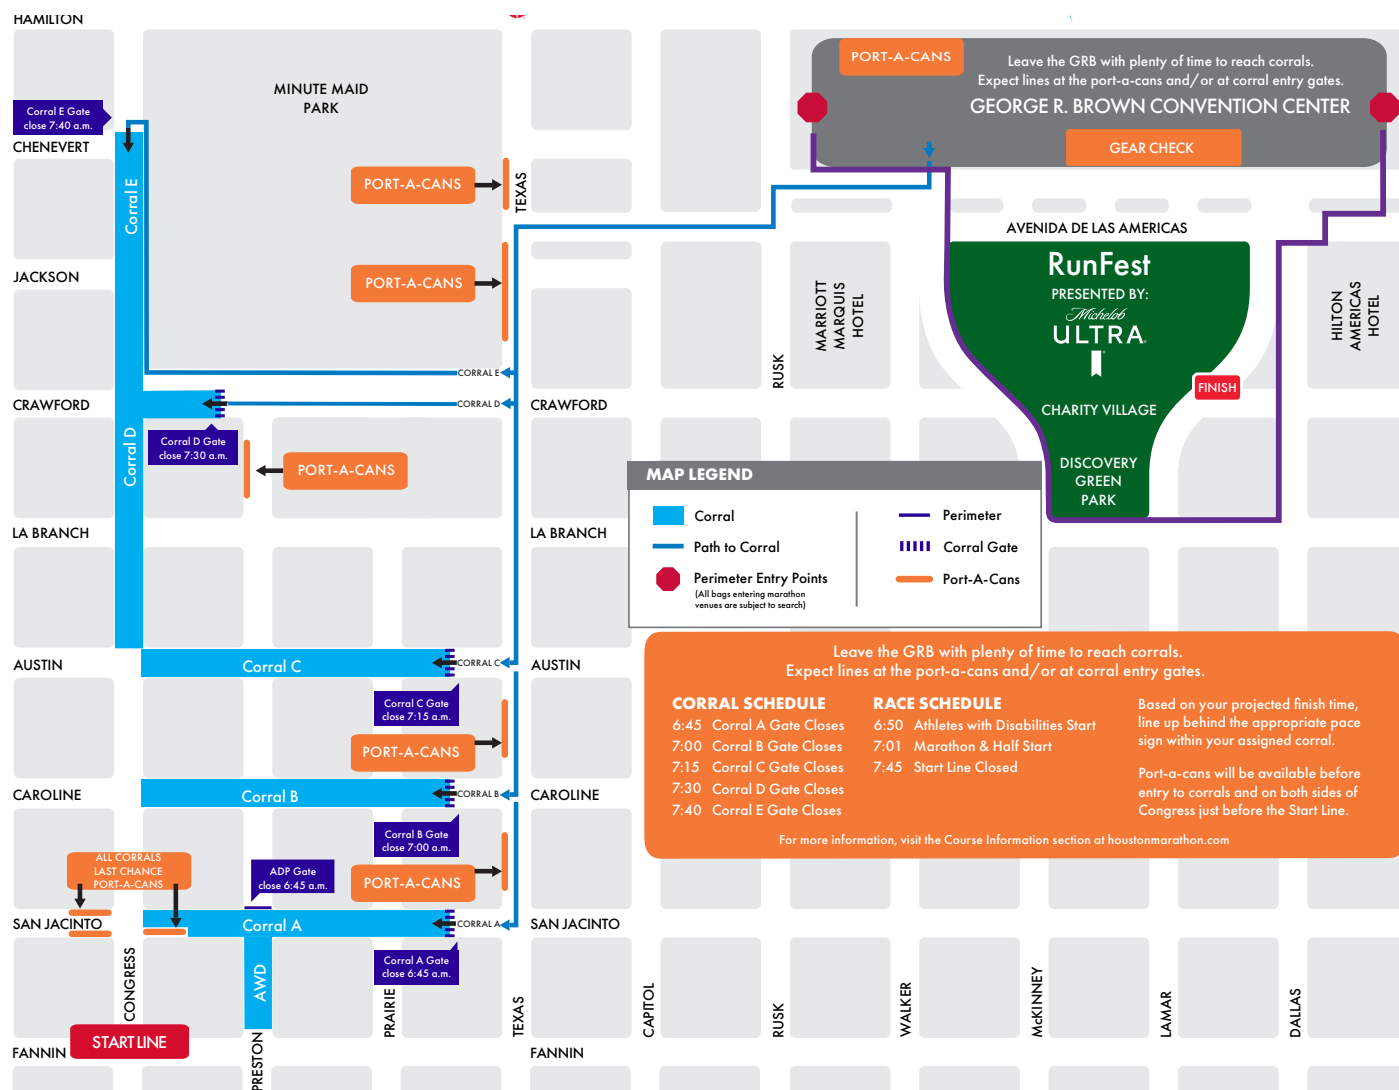 HAMILTON
MINUTE MAID
PARK
Corral E Gate
close 7:40 a.m.
CHENEVERT
Corral E
PORT-A-CANS
TEXAS
PORT-A-CANS
JACKSON
CORRAL E
CORRAL D
CRAWFORD
CRAWFORD
Corral D Gate
close 7:30 a.m.
Corral D
PORT-A-CANS
LA BRANCH
LA BRANCH
PORT-A-CANS
Leave the GRB with plenty of time to reach corrals.
Expect lines at the port-a-cans and/or at corral entry gates.
GEORGE R. BROWN CONVENTION CENTER
GEAR CHECK
AVENIDA DE LAS AMERICAS
RunFest
PRESENTED BY:
Michelob
ULTRA
MARRIOTT
MARQUIS
HOTEL
HILTON
AMERICAS
HOTEL
RUSK
FINISH
CHARITY VILLAGE
DISCOVERY
GREEN
PARK
MAP LEGEND
Corral
Path to Corral
Perimeter Entry Points
(All bags entering marathon
venues are subject to search)
Perimeter
Corral Gate
Port-A-Cans
AUSTIN
Corral C
CORRAL C
AUSTIN
Corral C Gate
close 7:15 a.m.
PORT-A-CANS
CAROLINE
Corral B
CORRAL B
CAROLINE
Corral B Gate
close 7:00 a.m.
PORT-A-CANS
ALL CORRALS
LAST CHANCE
PORT-A-CANS
ADP Gate
close 6:45 a.m.
SAN JACINTO
Corral A
CORRAL A
SAN JACINTO
Corral A Gate
close 6:45 a.m.
AWD
Leave the GRB with plenty of time to reach corrals.
Expect lines at the port-a-cans and/or at corral entry gates.
CORRAL SCHEDULE
6:45 Corral A Gate Closes
7:00 Corral B Gate Closes
7:15 Corral C Gate Closes
7:30 Corral D Gate Closes
7:40 Corral E Gate Closes
RACE SCHEDULE
6:50 Athletes with Disabilities Start
7:01 Marathon & Half Start
7:45 Start Line Closed
Based on your projected finish time,
line up behind the appropriate pace
sign within your assigned corral.
Port-a-cans will be available before
entry to corrals and on both sides of
Congress just before the Start Line.
For more information, visit the Course Information section at houstonmarathon.com
CONGRESS
PRESTON
PRAIRIE
TEXAS
CAPITOL
RUSK
WALKER
McKINNEY
LAMAR
DALLAS
START LINE
FANNIN
FANNIN